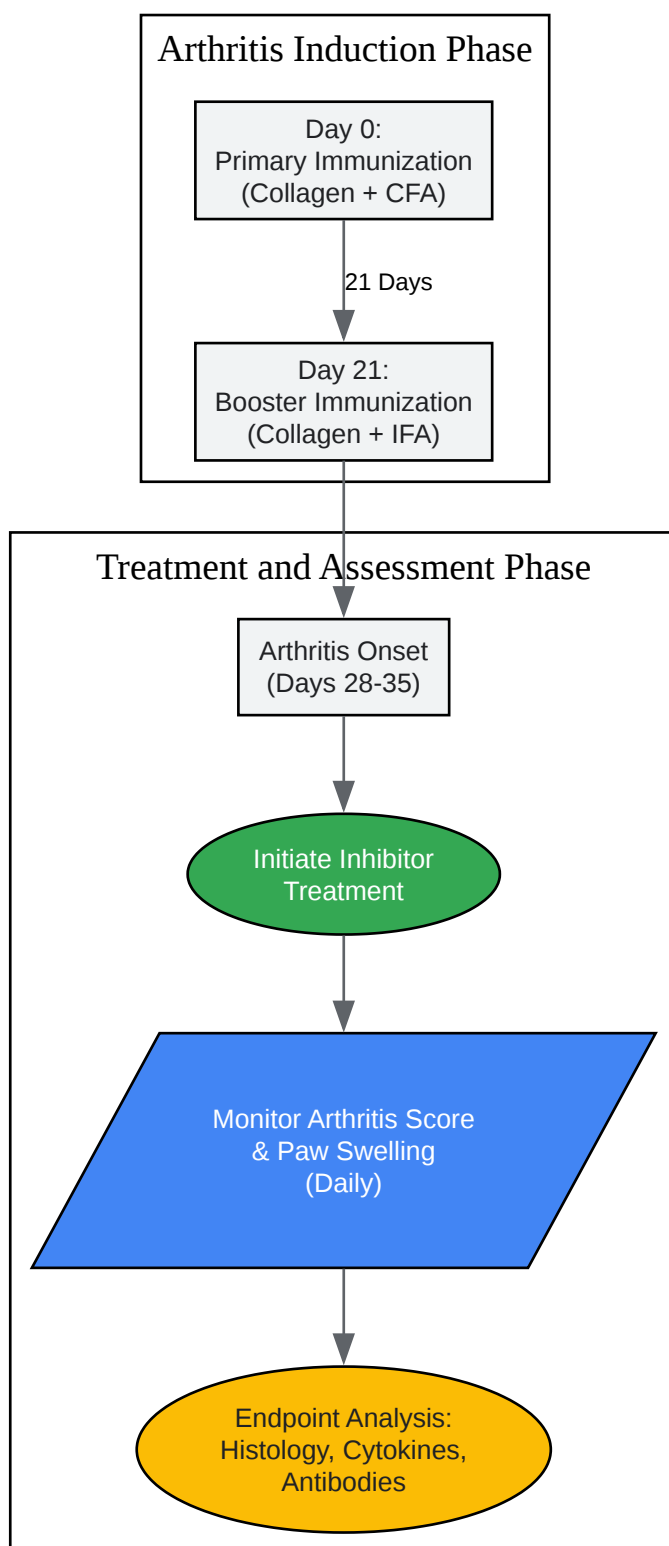 Arthritis Induction Phase
Day 0:
Primary Immunization
(Collagen + CFA)
21 Days
Day 21:
Booster Immunization
(Collagen + IFA)
Treatment and Assessment Phase
Arthritis Onset
(Days 28-35)
Initiate Inhibitor
Treatment
Monitor Arthritis Score
& Paw Swelling
(Daily)
Endpoint Analysis:
Histology, Cytokines,
Antibodies